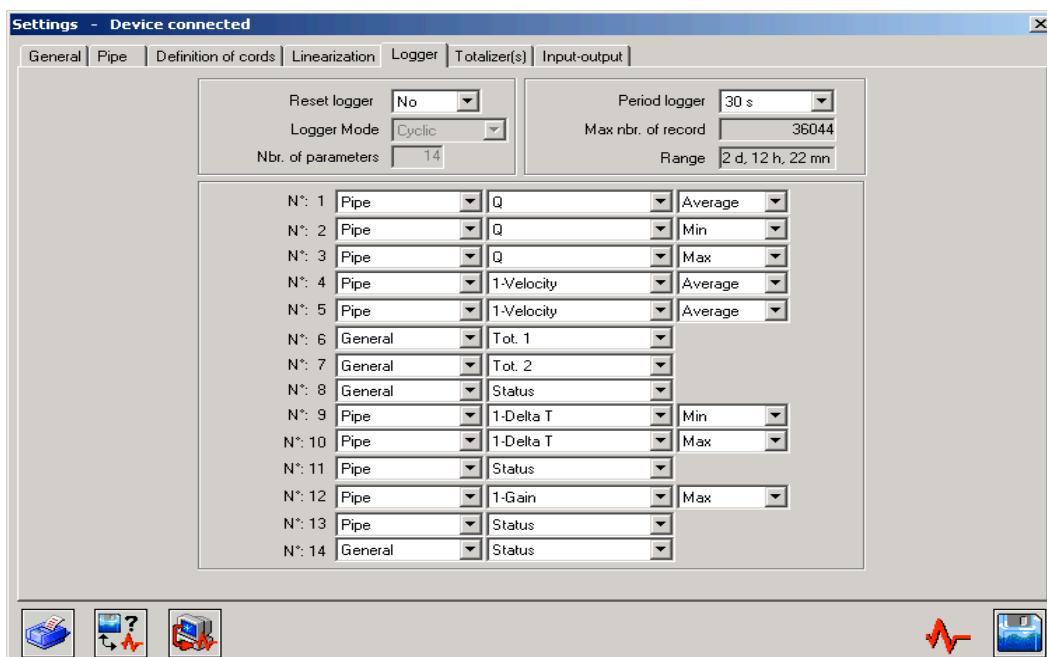 Settings - Device connected
General Pipe Definition of cords Linearization Logger Totalizer(s) Input-output
Reset logger No
Logger Mode Cyclic
Nbr. of parameters 14
Period logger 30 s
Max nbr. of record 36044
Range 2 d, 12 h, 22 mn
N°: 1 Pipe Q Average
N°: 2 Pipe Q Min
N°: 3 Pipe Q Max
N°: 4 Pipe 1-Velocity Average
N°: 5 Pipe 1-Velocity Average
N°: 6 General Tot. 1
N°: 7 General Tot. 2
N°: 8 General Status
N°: 9 Pipe 1-Delta T Min
N°: 10 Pipe 1-Delta T Max
N°: 11 Pipe Status
N°: 12 Pipe 1-Gain Max
N°: 13 Pipe Status
N°: 14 General Status
?